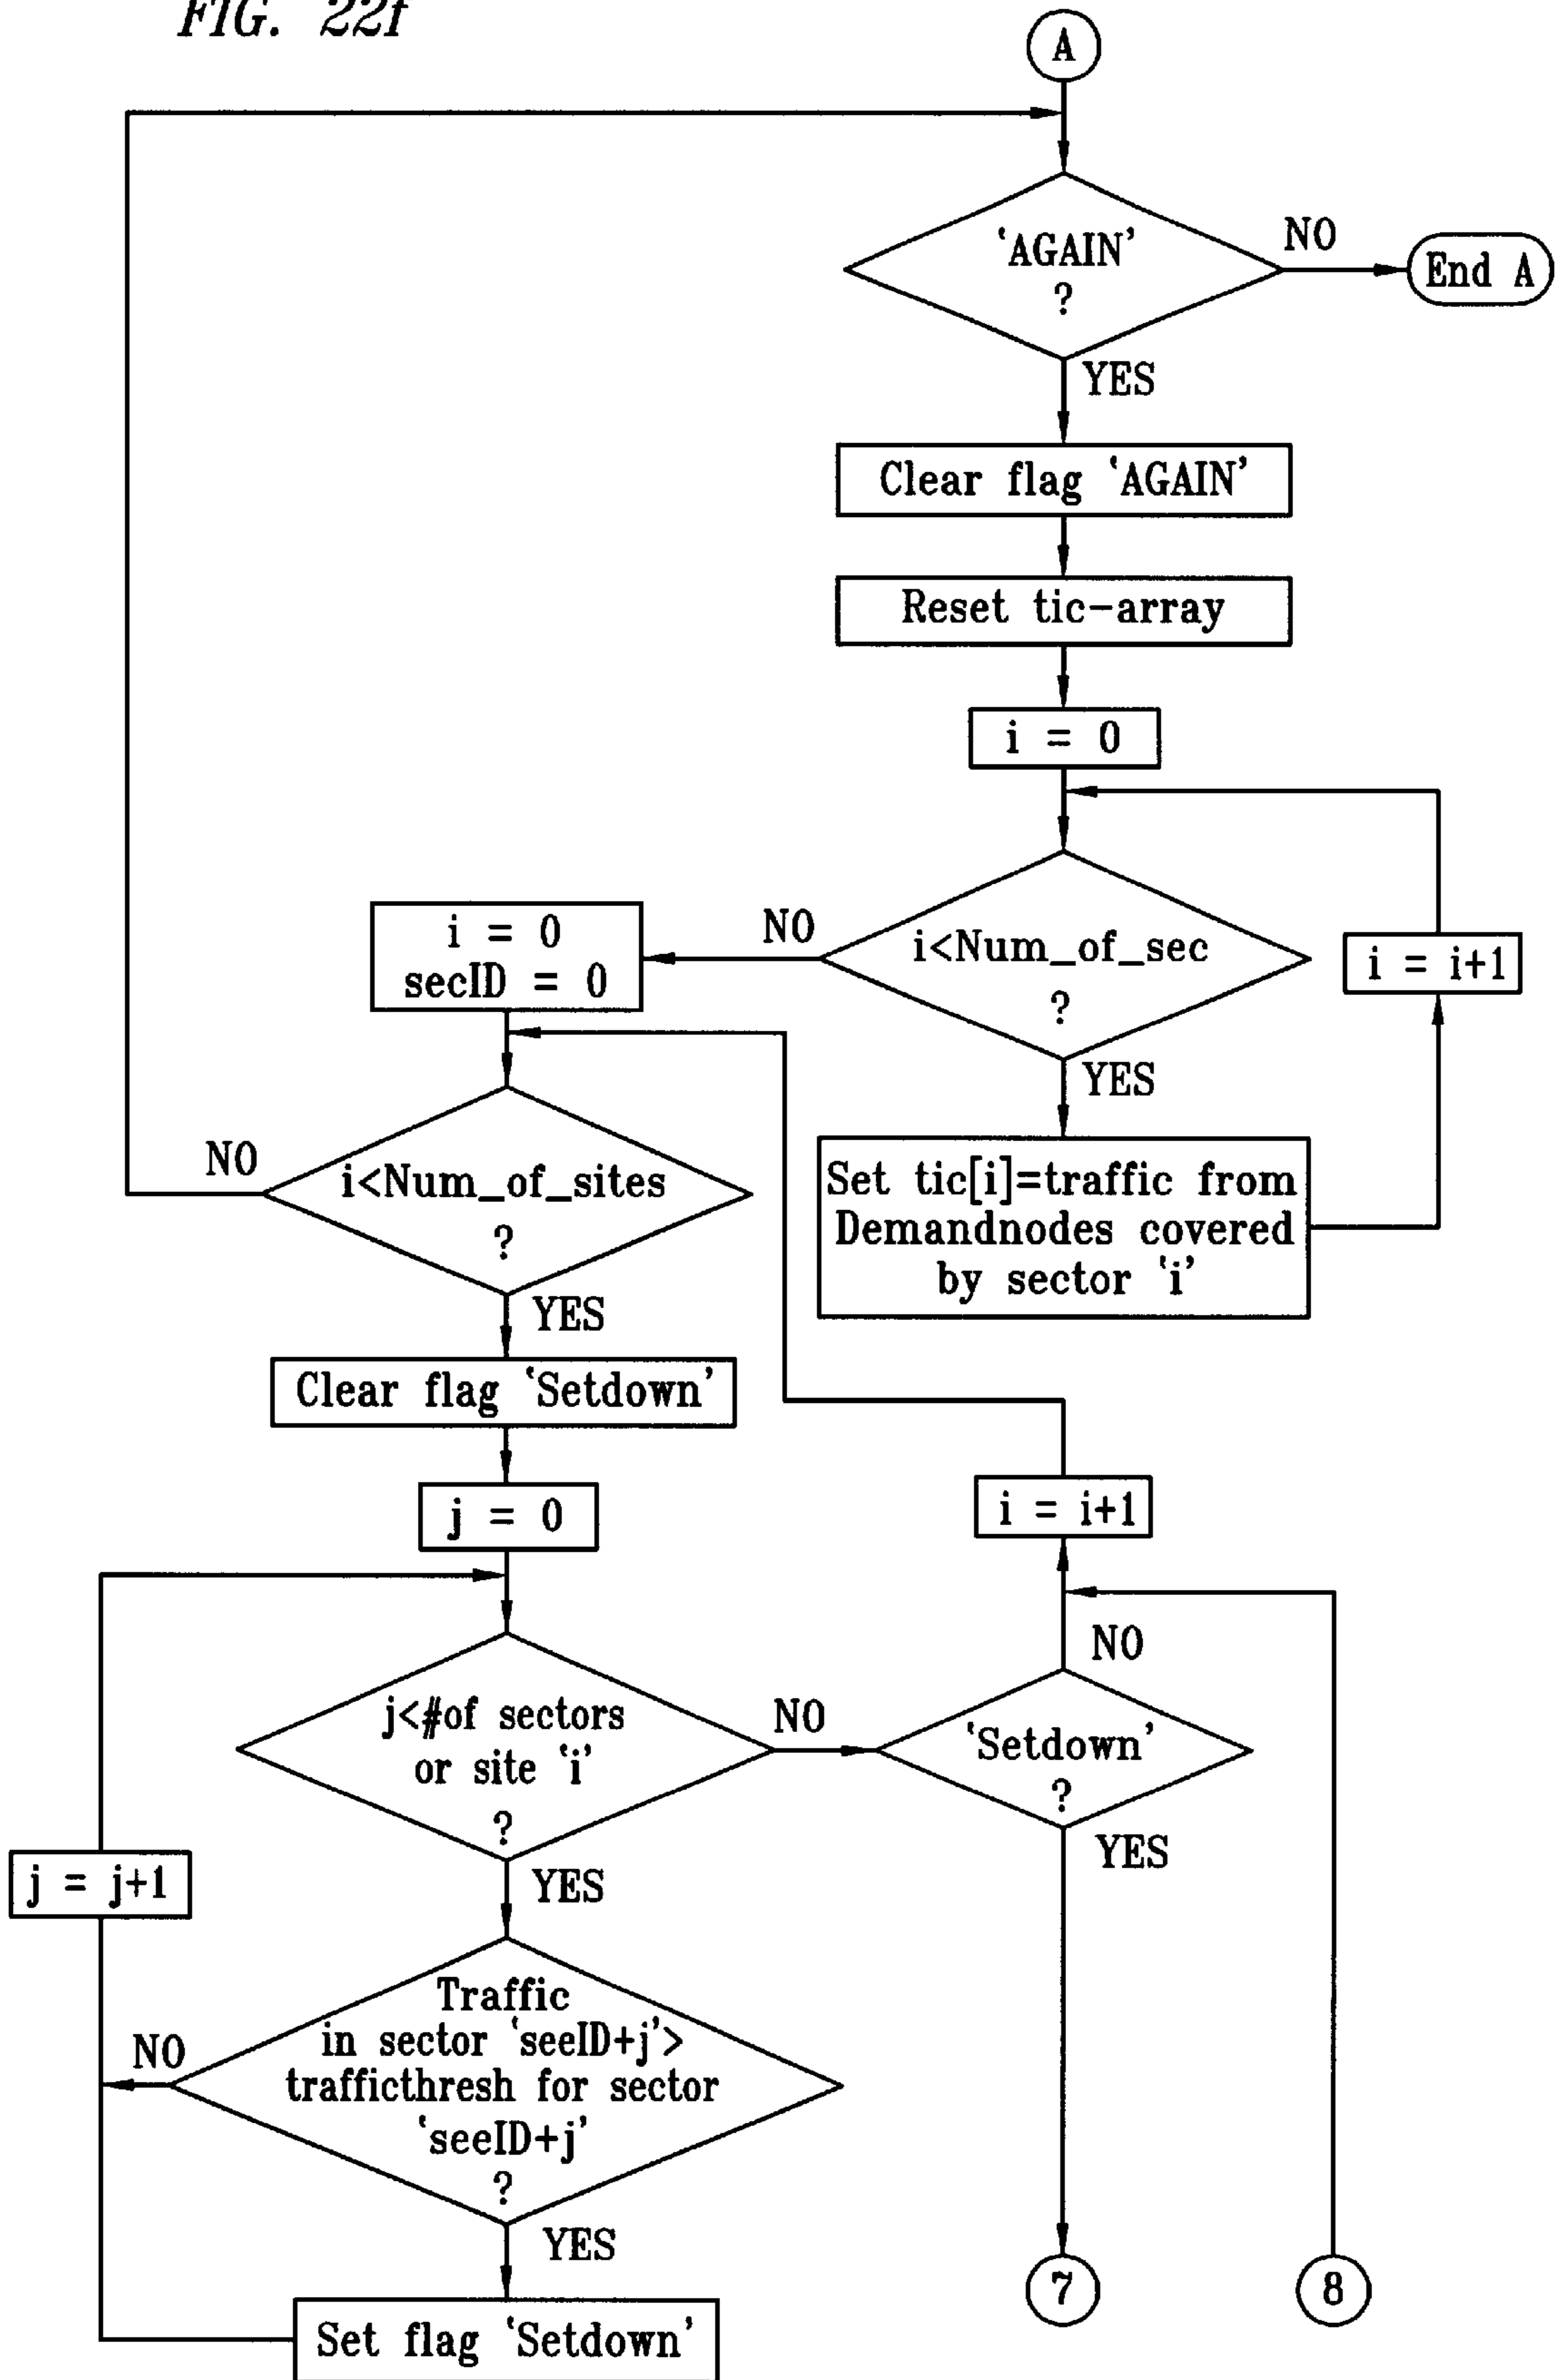 FIG. 22f
A
'AGAIN'
?
NO
End A
YES
Clear flag 'AGAIN'
Reset tic-array
i = 0
i<Num_of_sec
?
NO
i = i+1
YES
Set tic[i]=traffic from
Demandnodes covered
by sector 'i'
i = 0
secID = 0
i<Num_of_sites
?
NO
YES
Clear flag 'Setdown'
j = 0
j<#of sectors
or site 'i'
?
NO
YES
'Setdown'
?
NO
i = i+1
YES
j = j+1
Traffic
in sector 'seeID+j'>
trafficthresh for sector
'seeID+j'
?
NO
YES
Set flag 'Setdown'
7
8